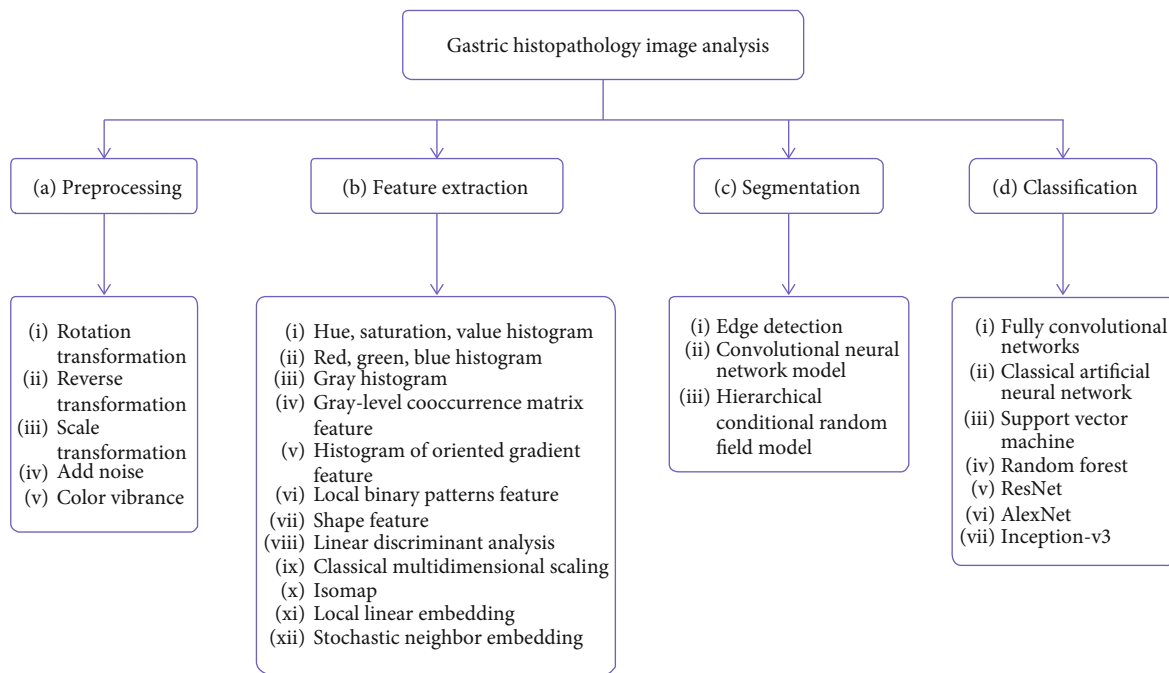 Gastric histopathology image analysis
(a) Preprocessing
(b) Feature extraction
(c) Segmentation
(d) Classification
(i) Rotation
transformation
(ii) Reverse
transformation
(iii) Scale
transformation
(iv) Add noise
(v) Color vibrance
(i) Hue, saturation, value histogram
(ii) Red, green, blue histogram
(iii) Gray histogram
(iv) Gray-level cooccurrence matrix
feature
(v) Histogram of oriented gradient
feature
(vi) Local binary patterns feature
(vii) Shape feature
(viii) Linear discriminant analysis
(ix) Classical multidimensional scaling
(x) Isomap
(xi) Local linear embedding
(xii) Stochastic neighbor embedding
(i) Edge detection
(ii) Convolutional neural
network model
(iii) Hierarchical
conditional random
field model
(i) Fully convolutional
networks
(ii) Classical artificial
neural network
(iii) Support vector
machine
(iv) Random forest
(v) ResNet
(vi) AlexNet
(vii) Inception-v3